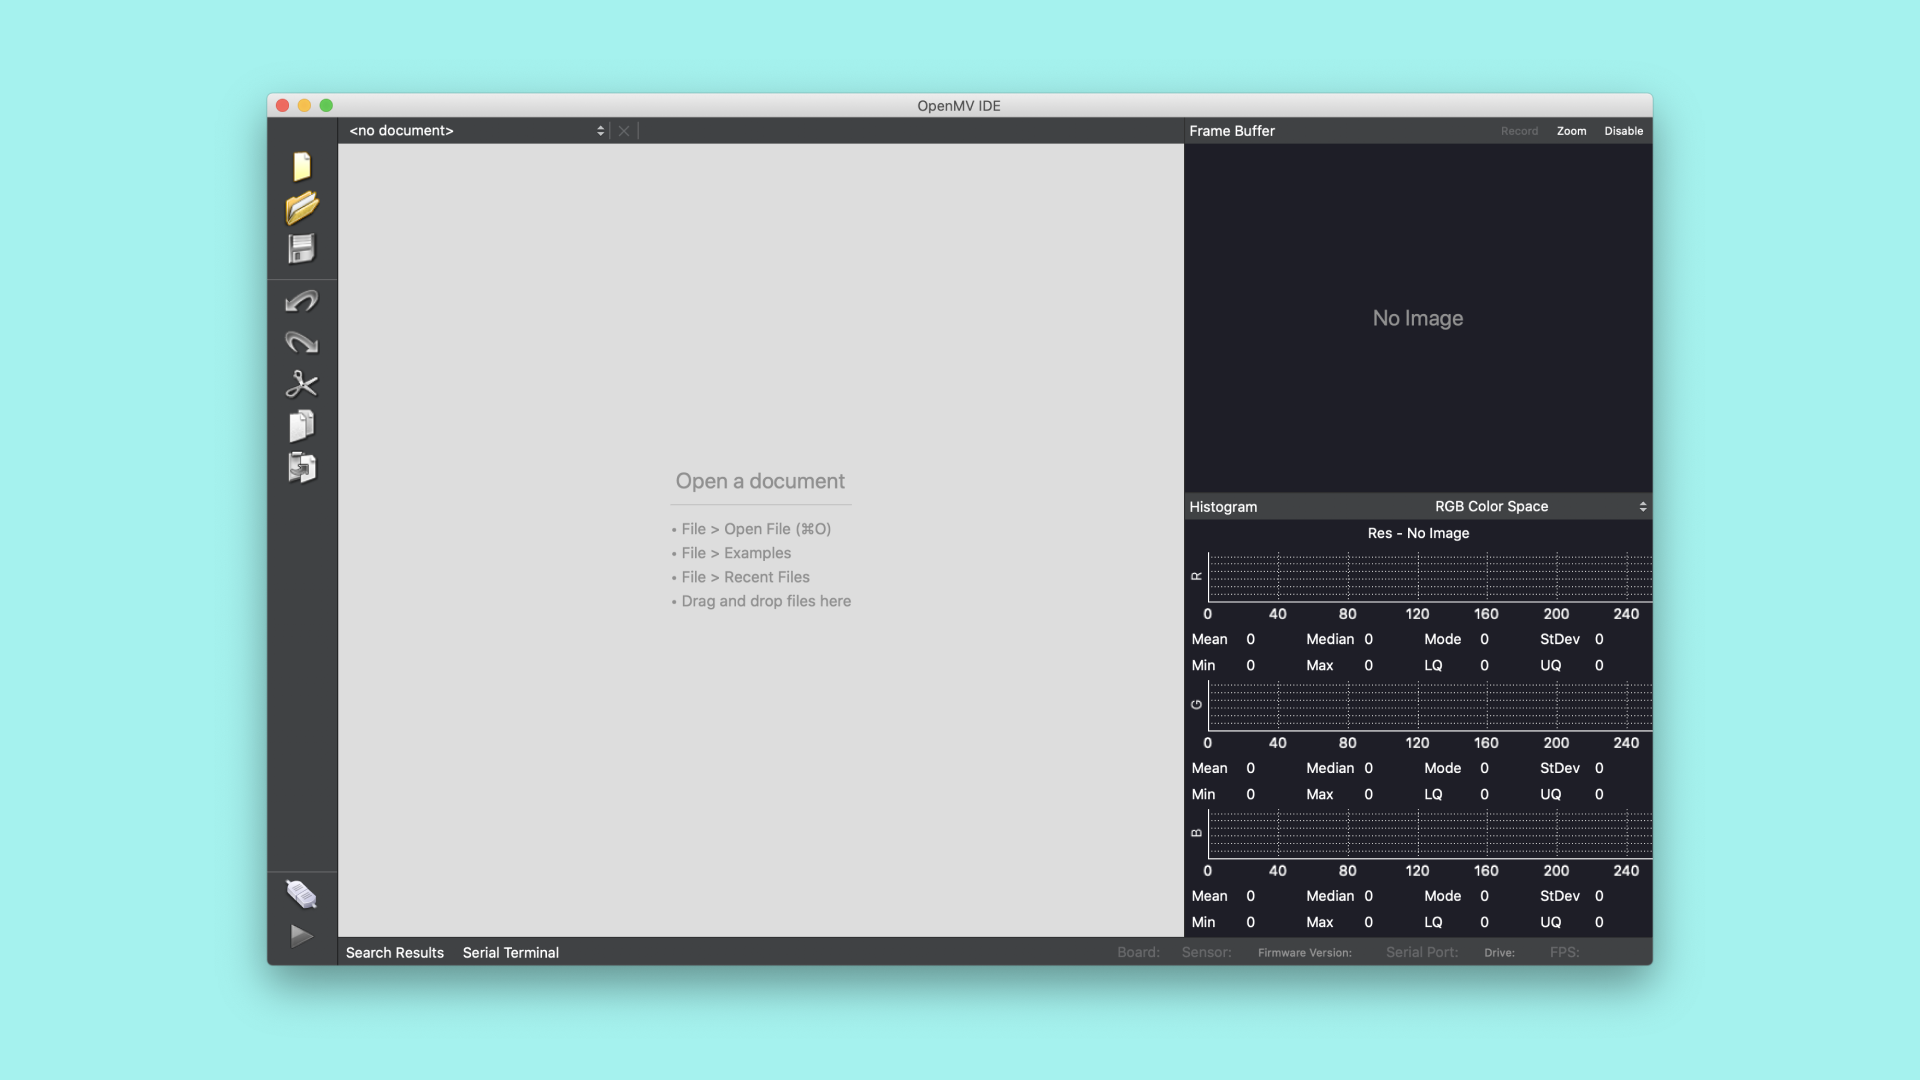 OpenMV IDE
<no document>
Frame Buffer Record Zoom Disable
No Image
Open a document
• File > Open File (⌘O)
• File > Examples
• File > Recent Files
• Drag and drop files here
Histogram RGB Color Space
Res - No Image
R
0 40 80 120 160 200 240
Mean 0 Median 0 Mode 0 StDev 0
Min 0 Max 0 LQ 0 UQ 0
G
0 40 80 120 160 200 240
Mean 0 Median 0 Mode 0 StDev 0
Min 0 Max 0 LQ 0 UQ 0
B
0 40 80 120 160 200 240
Mean 0 Median 0 Mode 0 StDev 0
Min 0 Max 0 LQ 0 UQ 0
Search Results Serial Terminal Board: Sensor: Firmware Version: Serial Port: Drive: FPS: